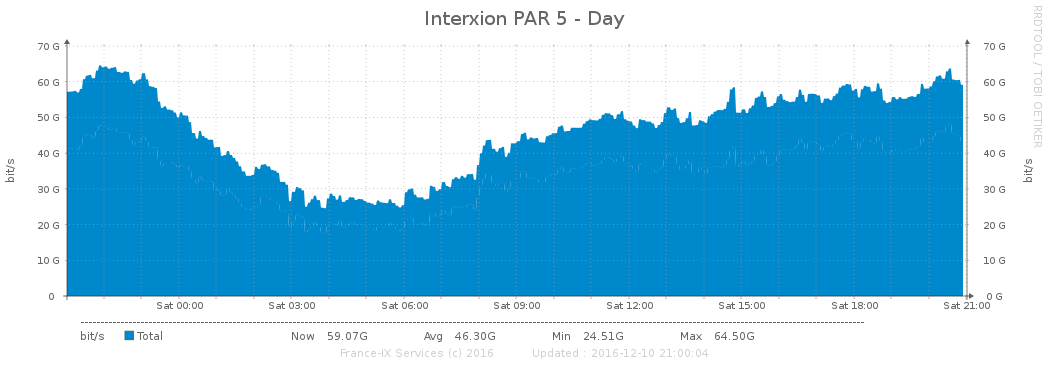 Interxion PAR 5 - Day
RRDTOOL / TOBI OETIKER
bit/s
70 G
60 G
50 G
40 G
30 G
20 G
10 G
0
70 G
60 G
50 G
40 G
30 G
20 G
10 G
0 G
bit/s
Sat 00:00 Sat 03:00 Sat 06:00 Sat 09:00 Sat 12:00 Sat 15:00 Sat 18:00 Sat 21:00
bit/s Total Now 59.07G Avg 46.30G Min 24.51G Max 64.50G
France-IX Services (c) 2016 Updated : 2016-12-10 21:00:04